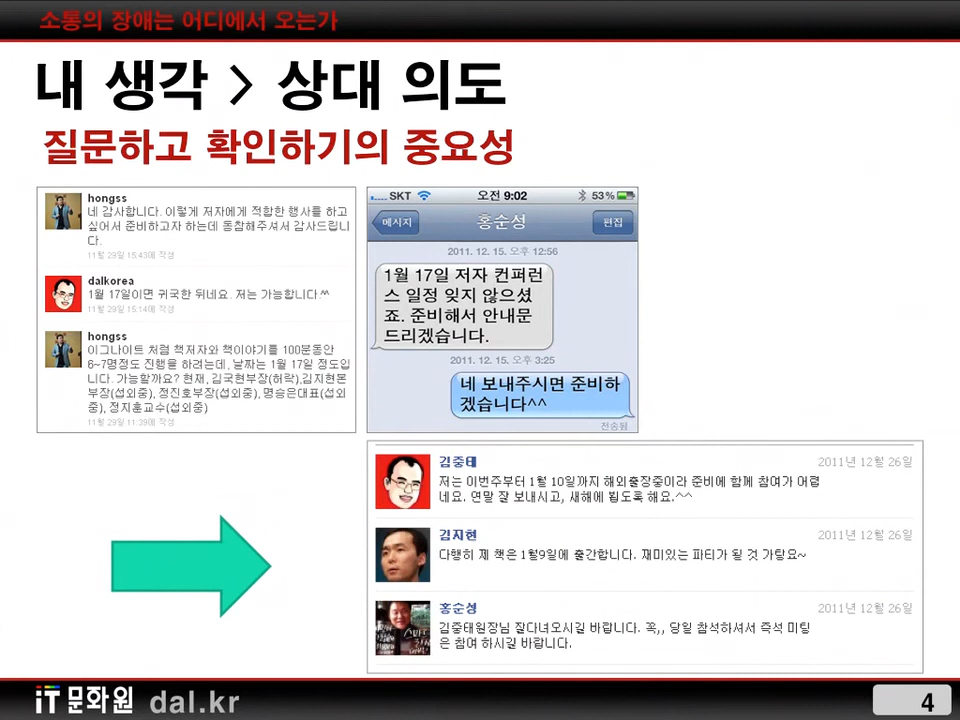 소통의 장애는 어디에서 오는가
내 생각 > 상대 의도
질문하고 확인하기의 중요성
hongss
네 감사합니다. 이렇게 저자에게 적합한 행사를 하고
싶어서 준비하고자 하는데 동참해주셔서 감사드립니
다.
11월 29일 15:43에 작성
dalkorea
1월 17일이면 귀국한 뒤네요. 저는 가능합니다.^^
11월 29일 15:14에 작성
hongss
이그나이트 처럼 책저자와 책이야기를 100분동안
6~7명정도 진행을 하려는데, 날짜는 1월 17일 정도입
니다. 가능할까요? 현재, 김국현부장(허락),김지현본
부장(섭외중), 정진호부장(섭외중), 명승은대표(섭외
중), 정지훈교수(섭외중)
11월 29일 11:39에 작성
SKT 오전 9:02 53%
메시지 홍순성 편집
2011. 12. 15. 오후 12:56
1월 17일 저자 컨퍼런
스 일정 잊지 않으셨
죠. 준비해서 안내문
드리겠습니다.
2011. 12. 15. 오후 3:25
네 보내주시면 준비하
겠습니다^^
전송됨
김중태 2011년 12월 26일
저는 이번주부터 1월 10일까지 해외출장중이라 준비에 함께 참여가 어렵
네요. 연말 잘 보내시고, 새해에 뵙도록 해요.^^
김지현 2011년 12월 26일
다행히 제 책은 1월9일에 출간합니다. 재미있는 파티가 될 것 가탕요~
홍순성 2011년 12월 26일
김중태원장님 잘다녀오시길 바랍니다. 꼭,, 당일 참석하셔서 즉석 미팅
은 참여 하시길 바랍니다.
iT문화원 dal.kr
4